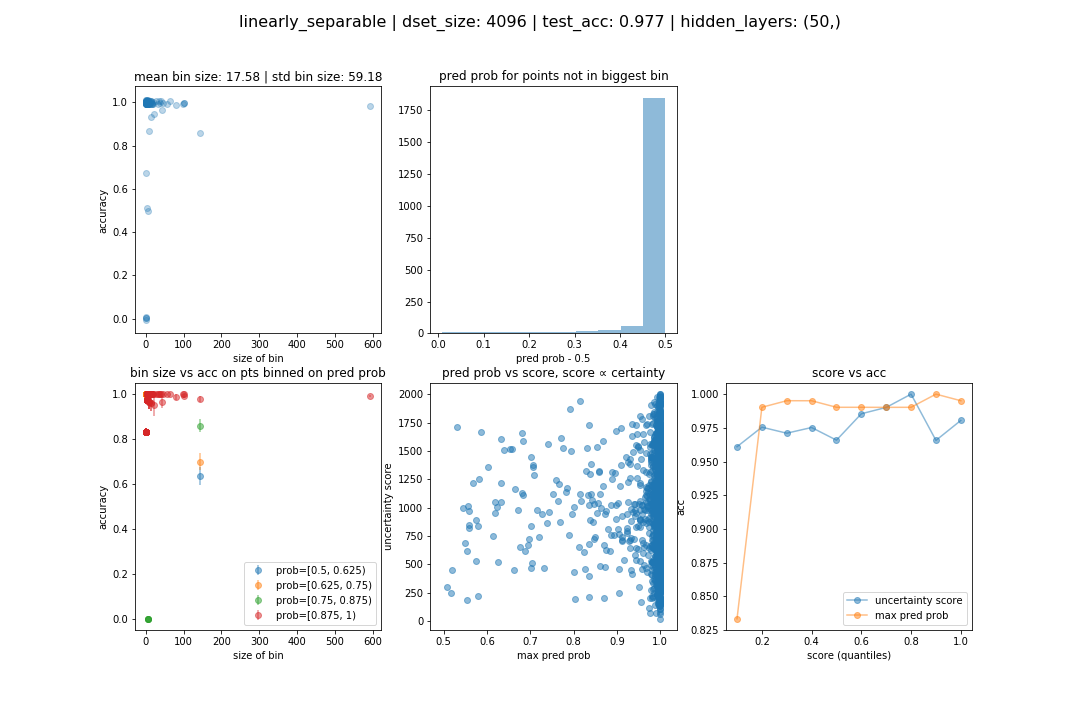 linearly_separable | dset_size: 4096 | test_acc: 0.977 | hidden_layers: (50,)
mean bin size: 17.58 | std bin size: 59.18
1.0
0.8
0.6
0.4
0.2
0.0
accuracy
0 100 200 300 400 500 600
size of bin
pred prob for points not in biggest bin
1750
1500
1250
1000
750
500
250
0
0.0 0.1 0.2 0.3 0.4 0.5
pred prob - 0.5
bin size vs acc on pts binned on pred prob
1.0
0.8
0.6
0.4
0.2
0.0
accuracy
prob=[0.5, 0.625)
prob=[0.625, 0.75)
prob=[0.75, 0.875)
prob=[0.875, 1)
0 100 200 300 400 500 600
size of bin
pred prob vs score, score ∝ certainty
2000
1750
1500
1250
1000
750
500
250
0
uncertainty score
0.5 0.6 0.7 0.8 0.9 1.0
max pred prob
score vs acc
1.000
0.975
0.950
0.925
0.900
0.875
0.850
0.825
acc
uncertainty score
max pred prob
0.2 0.4 0.6 0.8 1.0
score (quantiles)